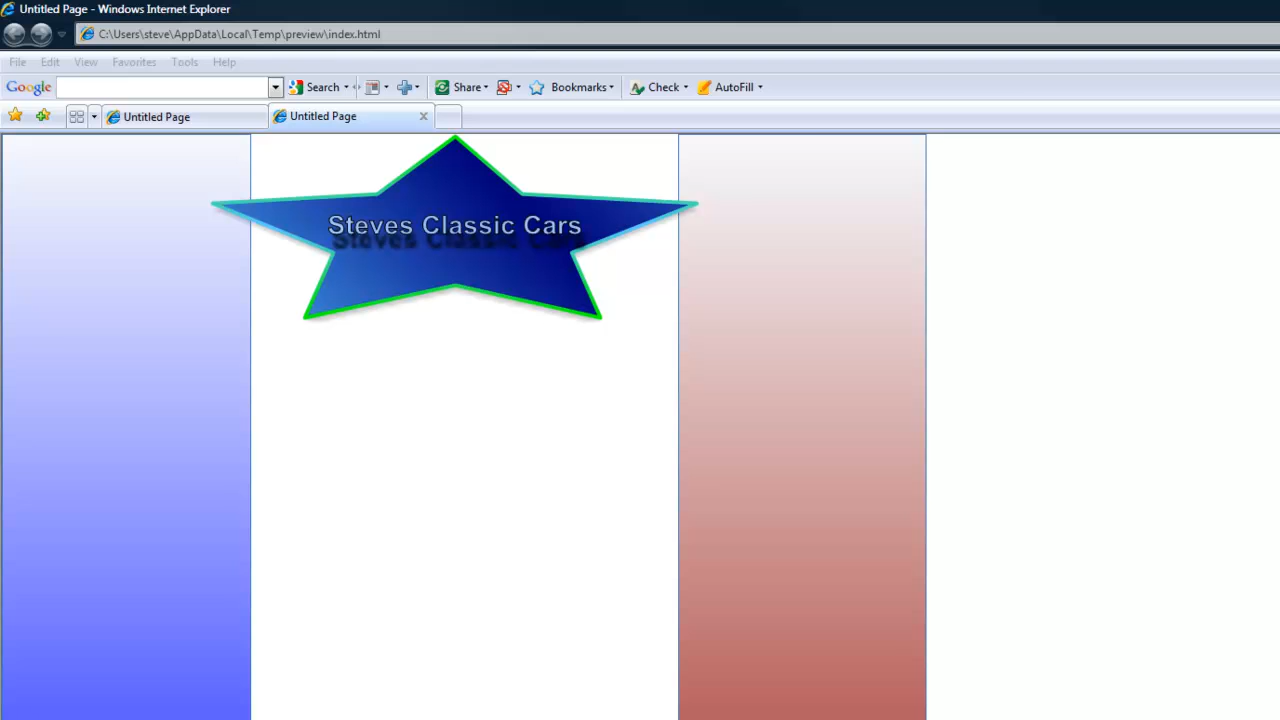 Untitled Page - Windows Internet Explorer
C:\Users\steve\AppData\Local\Temp\preview\index.html
File Edit View Favorites Tools Help
Google Search Share Bookmarks Check AutoFill
Untitled Page Untitled Page
Steves Classic Cars